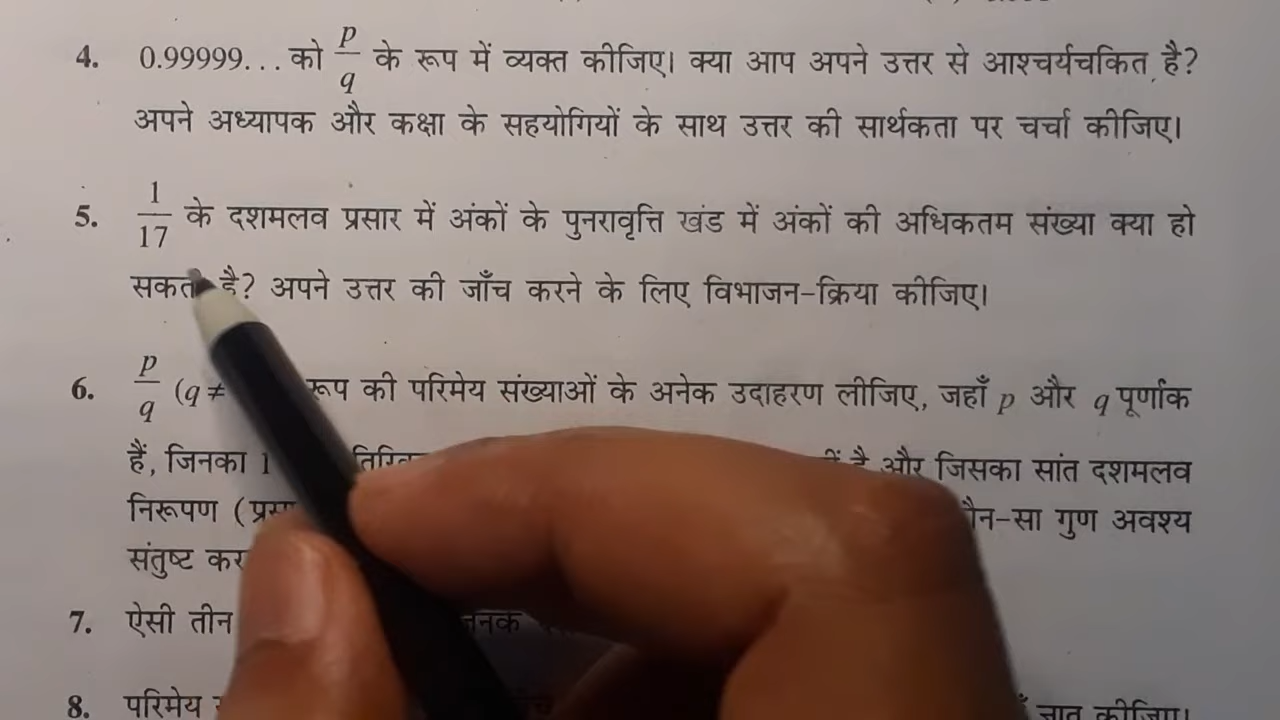 4. 0.99999... को p/q के रूप में व्यक्त कीजिए। क्या आप अपने उत्तर से आश्चर्यचकित है?
अपने अध्यापक और कक्षा के सहयोगियों के साथ उत्तर की सार्थकता पर चर्चा कीजिए।
5. 1/17 के दशमलव प्रसार में अंकों के पुनरावृत्ति खंड में अंकों की अधिकतम संख्या क्या हो
है? अपने उत्तर की जाँच करने के लिए विभाजन-क्रिया कीजिए।
6. p/q (q ≠ रूप की परिमेय संख्याओं के अनेक उदाहरण लीजिए, जहाँ p और q पूर्णाक
हैं, जिनका 1 है और जिसका सांत दशमलव
निरूपण ( गुण अवश्य
संतुष्ट
7. ऐसी तीन
8. परिमेय ज्ञात कीजिए।